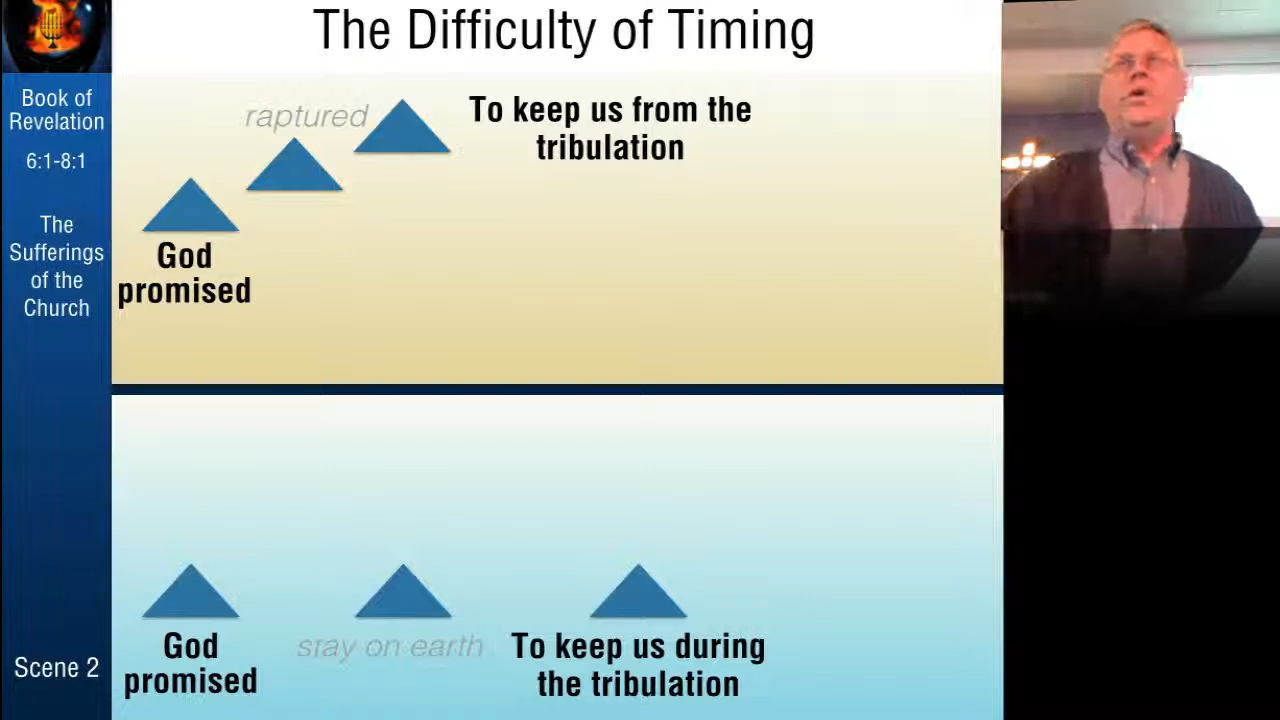 The Difficulty of Timing
Book of
Revelation
6:1-8:1
The
Sufferings
of the
Church
Scene 2
raptured
To keep us from the
tribulation
God
promised
God
promised
stay on earth
To keep us during
the tribulation